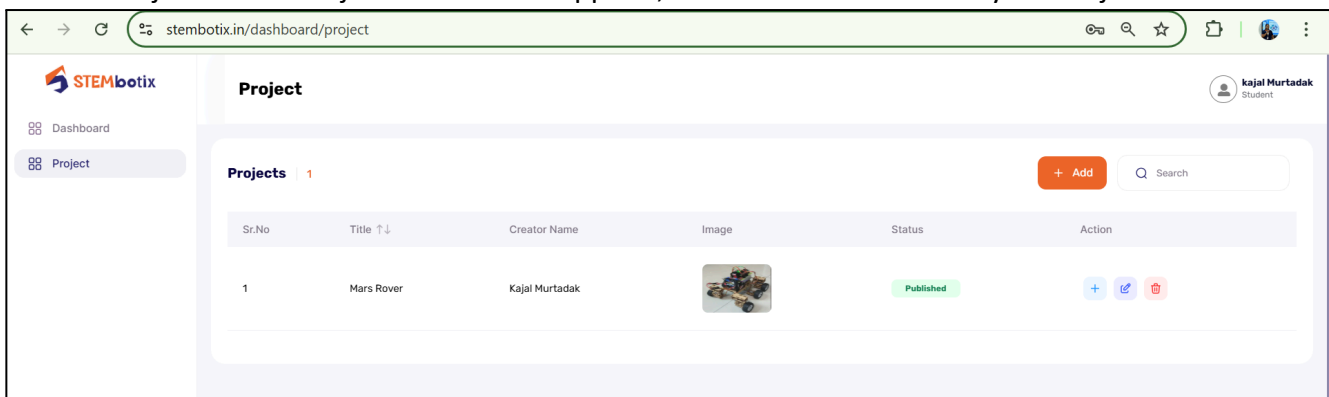 stembotix.in/dashboard/project
STEMbotix
Project
kajal Murtadak
Student
Dashboard
Project
Projects 1
+ Add
Search
Sr.No Title ↑↓ Creator Name Image Status Action
1 Mars Rover Kajal Murtadak Published